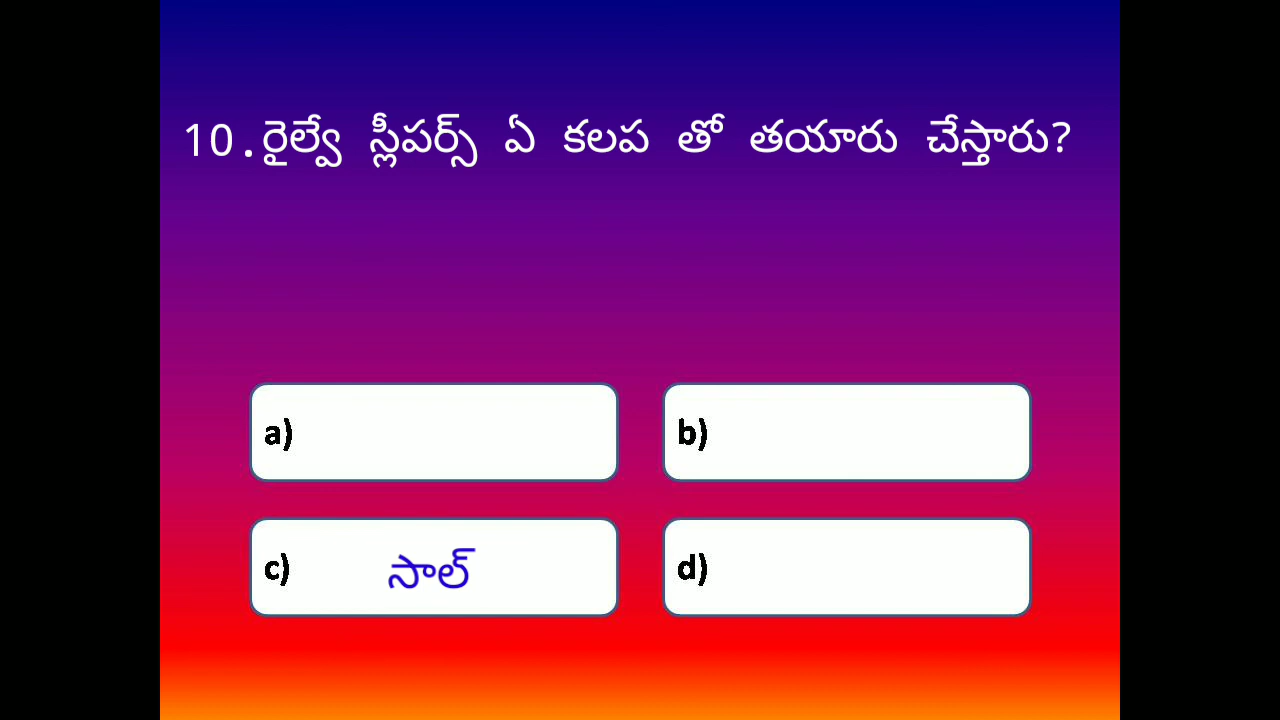 10.రైల్వే స్లీపర్స్ ఏ కలప తో తయారు చేస్తారు?
a)
b)
c) సాల్
d)